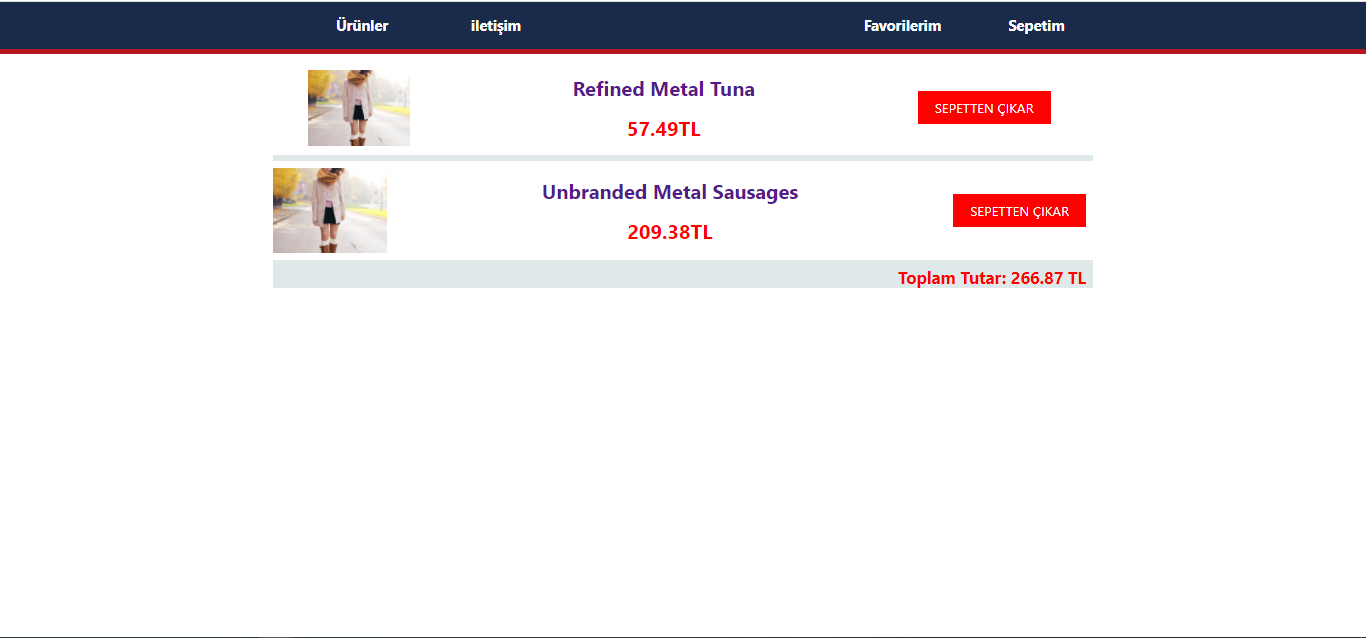 Ürünler iletişim Favorilerim Sepetim
Refined Metal Tuna
57.49TL
SEPETTEN ÇIKAR
Unbranded Metal Sausages
209.38TL
SEPETTEN ÇIKAR
Toplam Tutar: 266.87 TL